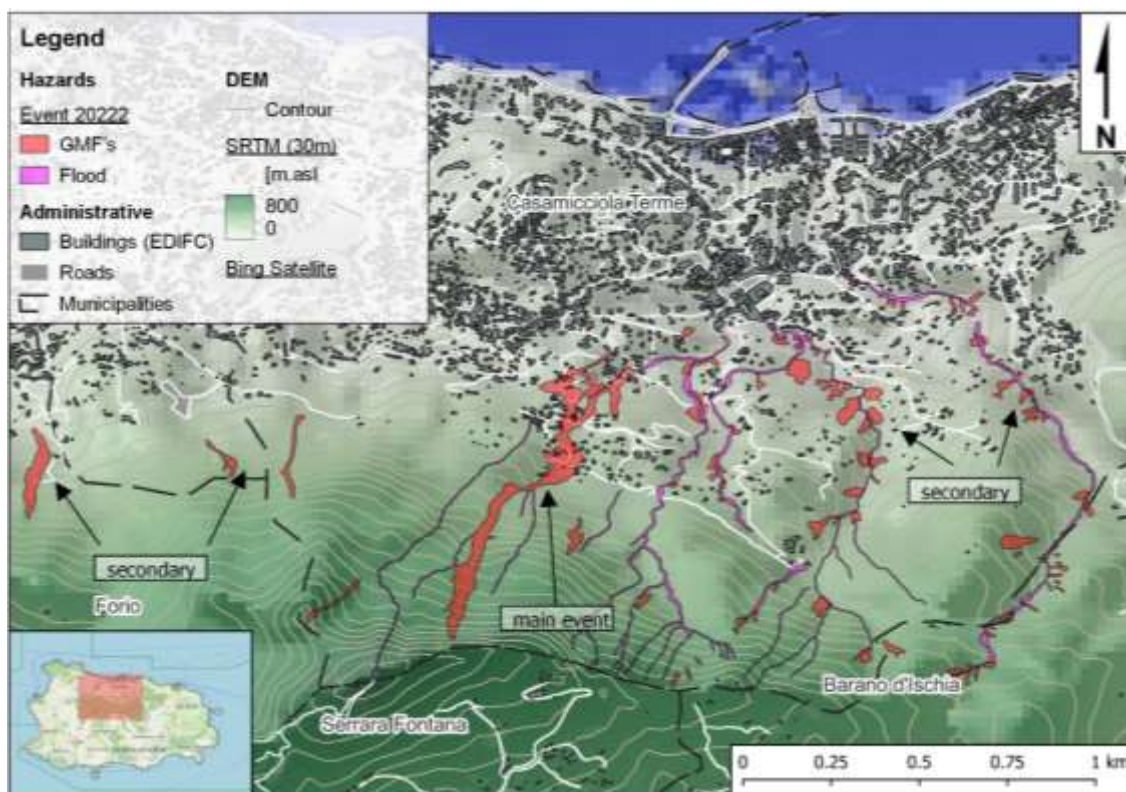 Legend
Hazards
Event 20222
GMF's
Flood
Administrative
Buildings (EDIFC)
Roads
Municipalities
DEM
Contour
SRTM (30m)
[m.asl
800
0
Bing Satellite
N
Casamicciola Terme
secondary
secondary
main event
Forio
Barano d'Ischia
Serrara Fontana
0 0.25 0.5 0.75 1 km